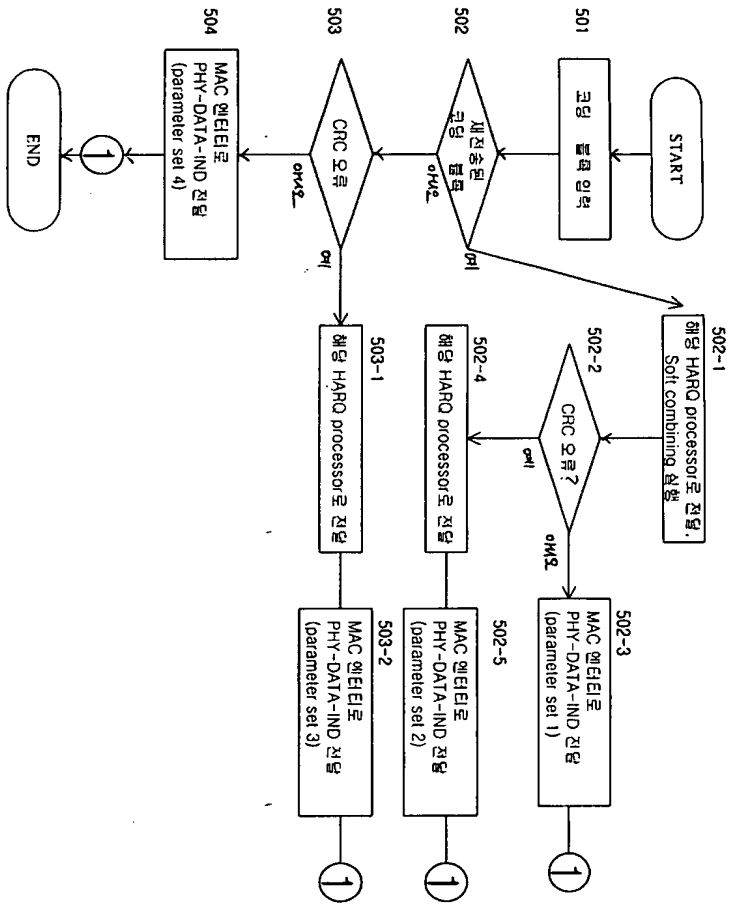 START
501
코딩 블록 입력
502
재전송된
코딩 블록
아니오
예
502-1
해당 HARQ processor로 전달.
Soft combining 실행
502-2
CRC 오류?
아니오
예
502-3
MAC 엔터티로
PHY-DATA-IND 전달
(parameter set 1)
1
502-4
해당 HARQ processor로 전달
502-5
MAC 엔터티로
PHY-DATA-IND 전달
(parameter set 2)
1
503
CRC 오류
아니오
예
503-1
해당 HARQ processor로 전달
503-2
MAC 엔터티로
PHY-DATA-IND 전달
(parameter set 3)
1
504
MAC 엔터티로
PHY-DATA-IND 전달
(parameter set 4)
1
END